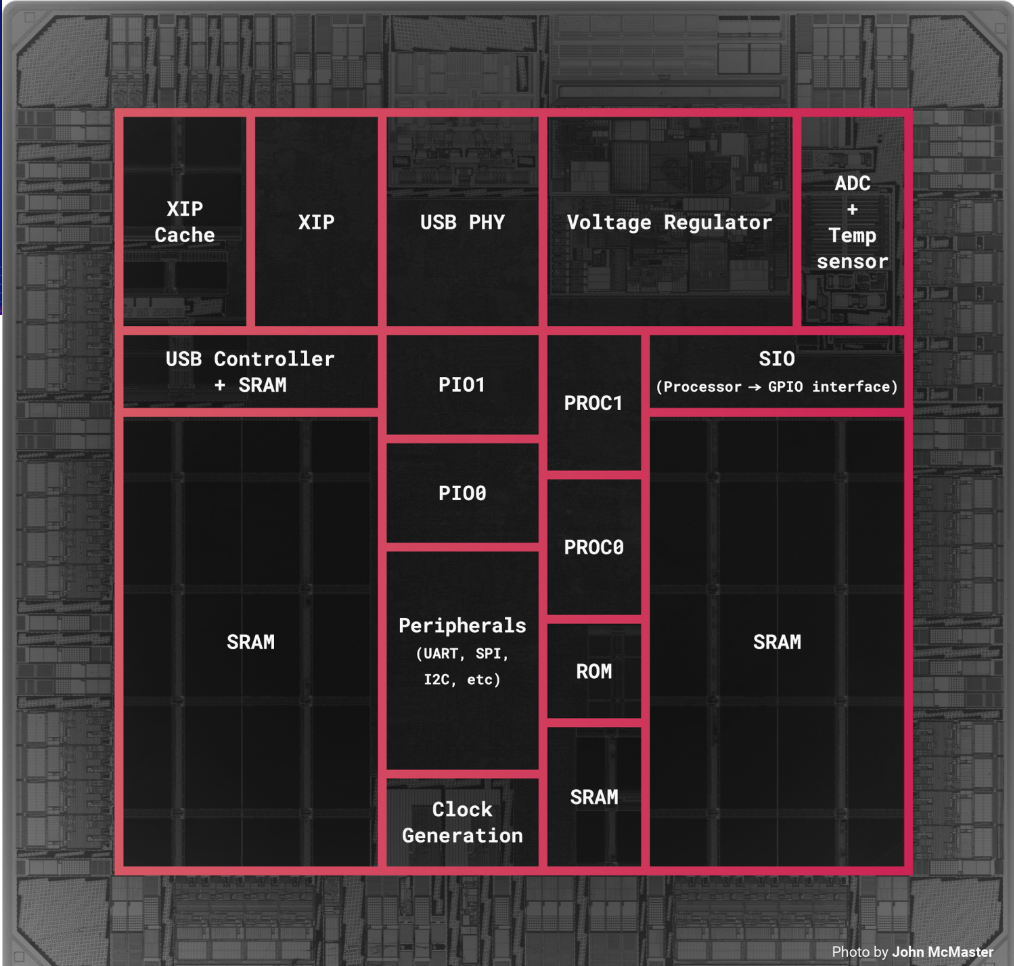 XIP
Cache
XIP
USB PHY
Voltage Regulator
ADC
+
Temp
sensor
USB Controller
+ SRAM
PIO1
PROC1
SIO
(Processor → GPIO interface)
PIO0
PROC0
SRAM
Peripherals
(UART, SPI,
I2C, etc)
ROM
SRAM
SRAM
Clock
Generation
Photo by John McMaster